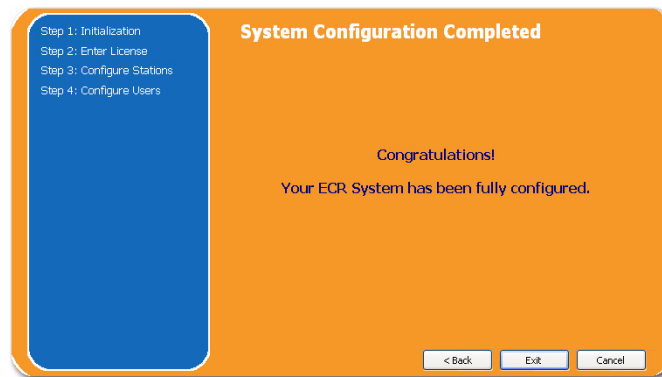 Step 1: Initialization
Step 2: Enter License
Step 3: Configure Stations
Step 4: Configure Users
System Configuration Completed
Congratulations!
Your ECR System has been fully configured.
< Back
Exit
Cancel